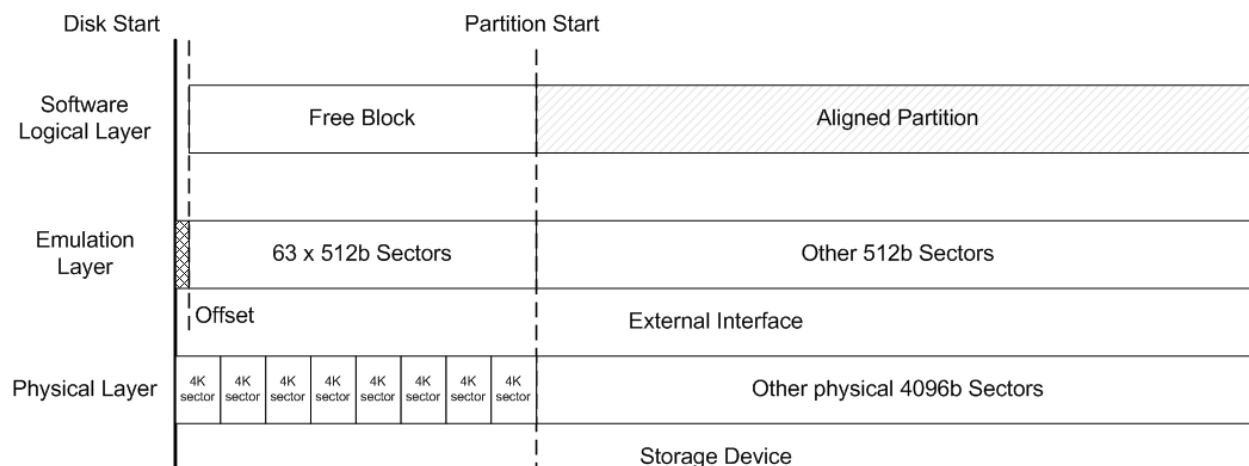 Disk Start
Partition Start
Software
Logical Layer
Free Block
Aligned Partition
Emulation
Layer
63 x 512b Sectors
Other 512b Sectors
Offset
External Interface
Physical Layer
4K
sector
4K
sector
4K
sector
4K
sector
4K
sector
4K
sector
4K
sector
4K
sector
Other physical 4096b Sectors
Storage Device